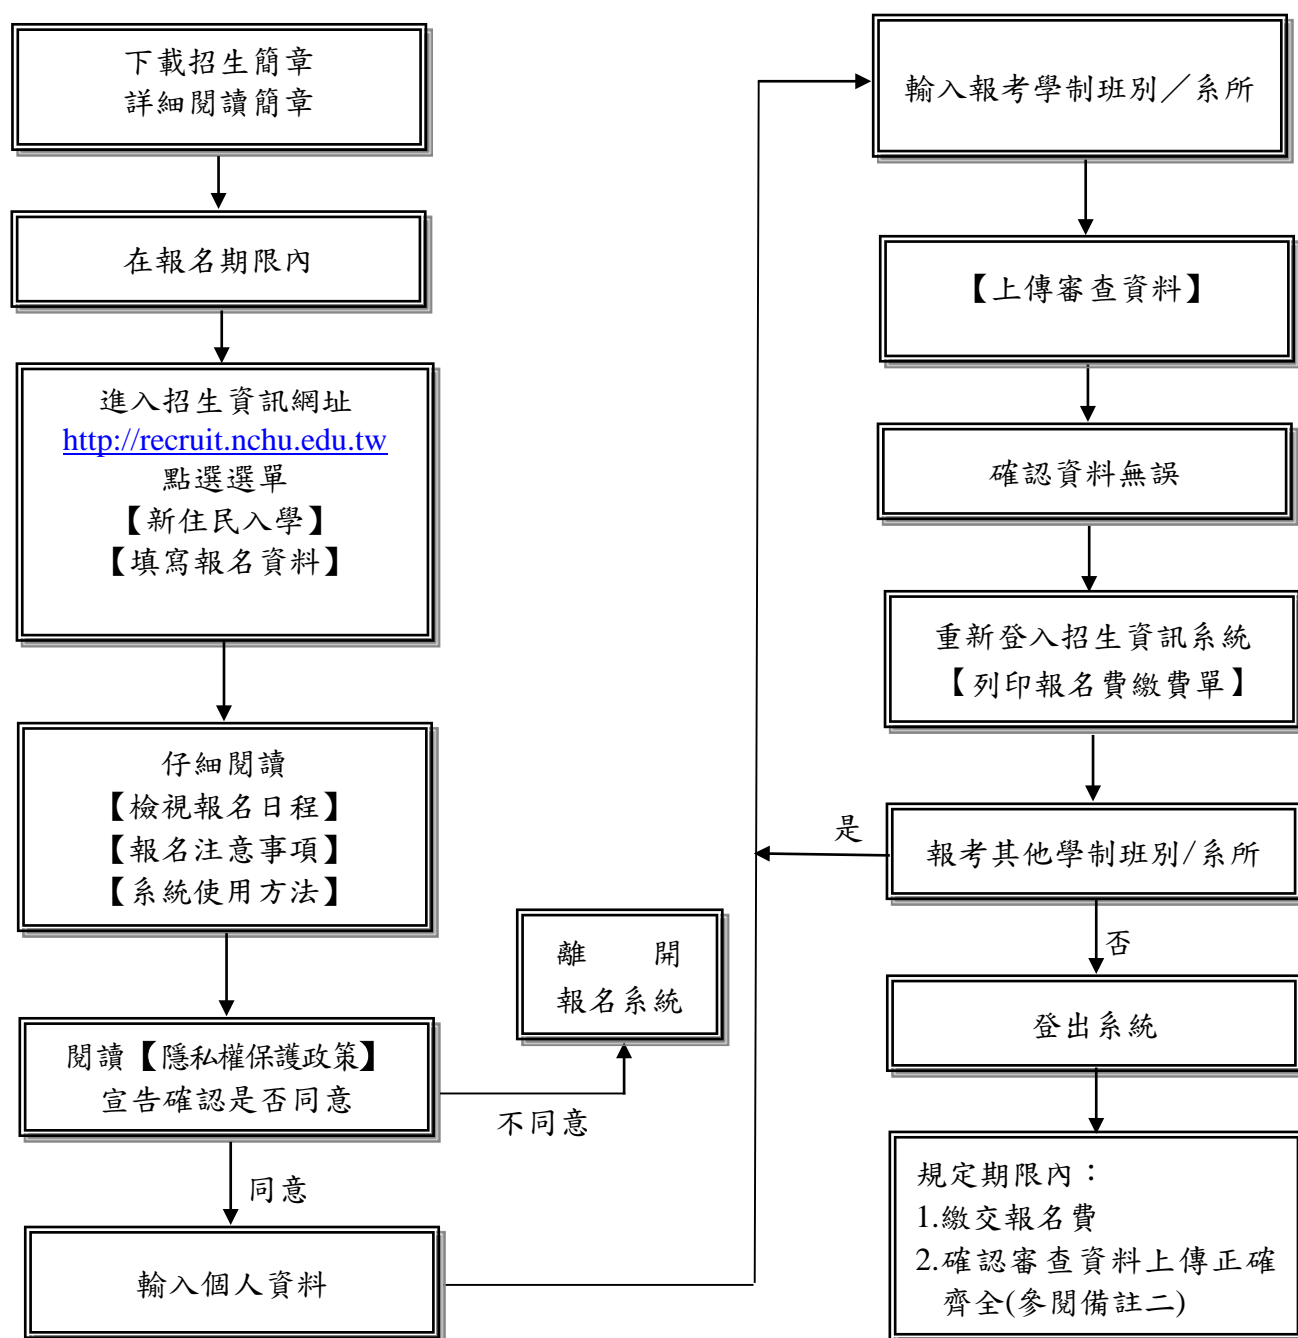 下載招生簡章
詳細閱讀簡章
在報名期限內
進入招生資訊網址
http://recruit.nchu.edu.tw
點選選單
【新住民入學】
【填寫報名資料】
仔細閱讀
【檢視報名日程】
【報名注意事項】
【系統使用方法】
閱讀【隱私權保護政策】
宣告確認是否同意
不同意
離　　開
報名系統
同意
輸入個人資料
輸入報考學制班別／系所
【上傳審查資料】
確認資料無誤
重新登入招生資訊系統
【列印報名費繳費單】
報考其他學制班別/系所
是
否
登出系統
規定期限內：
1.繳交報名費
2.確認審查資料上傳正確
齊全(參閱備註二)